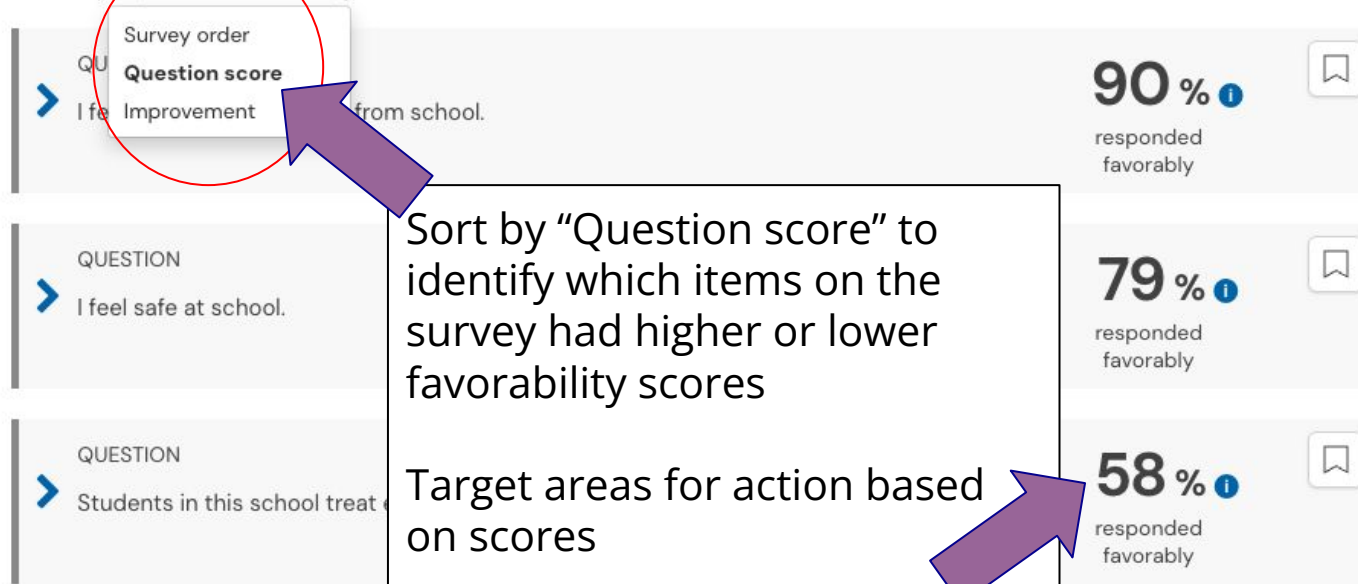 Survey order
Question score
Improvement
QU
I fe
from school.
90 %
responded
favorably
Sort by “Question score” to
identify which items on the
survey had higher or lower
favorability scores
Target areas for action based
on scores
QUESTION
I feel safe at school.
79 %
responded
favorably
QUESTION
Students in this school treat
58 %
responded
favorably